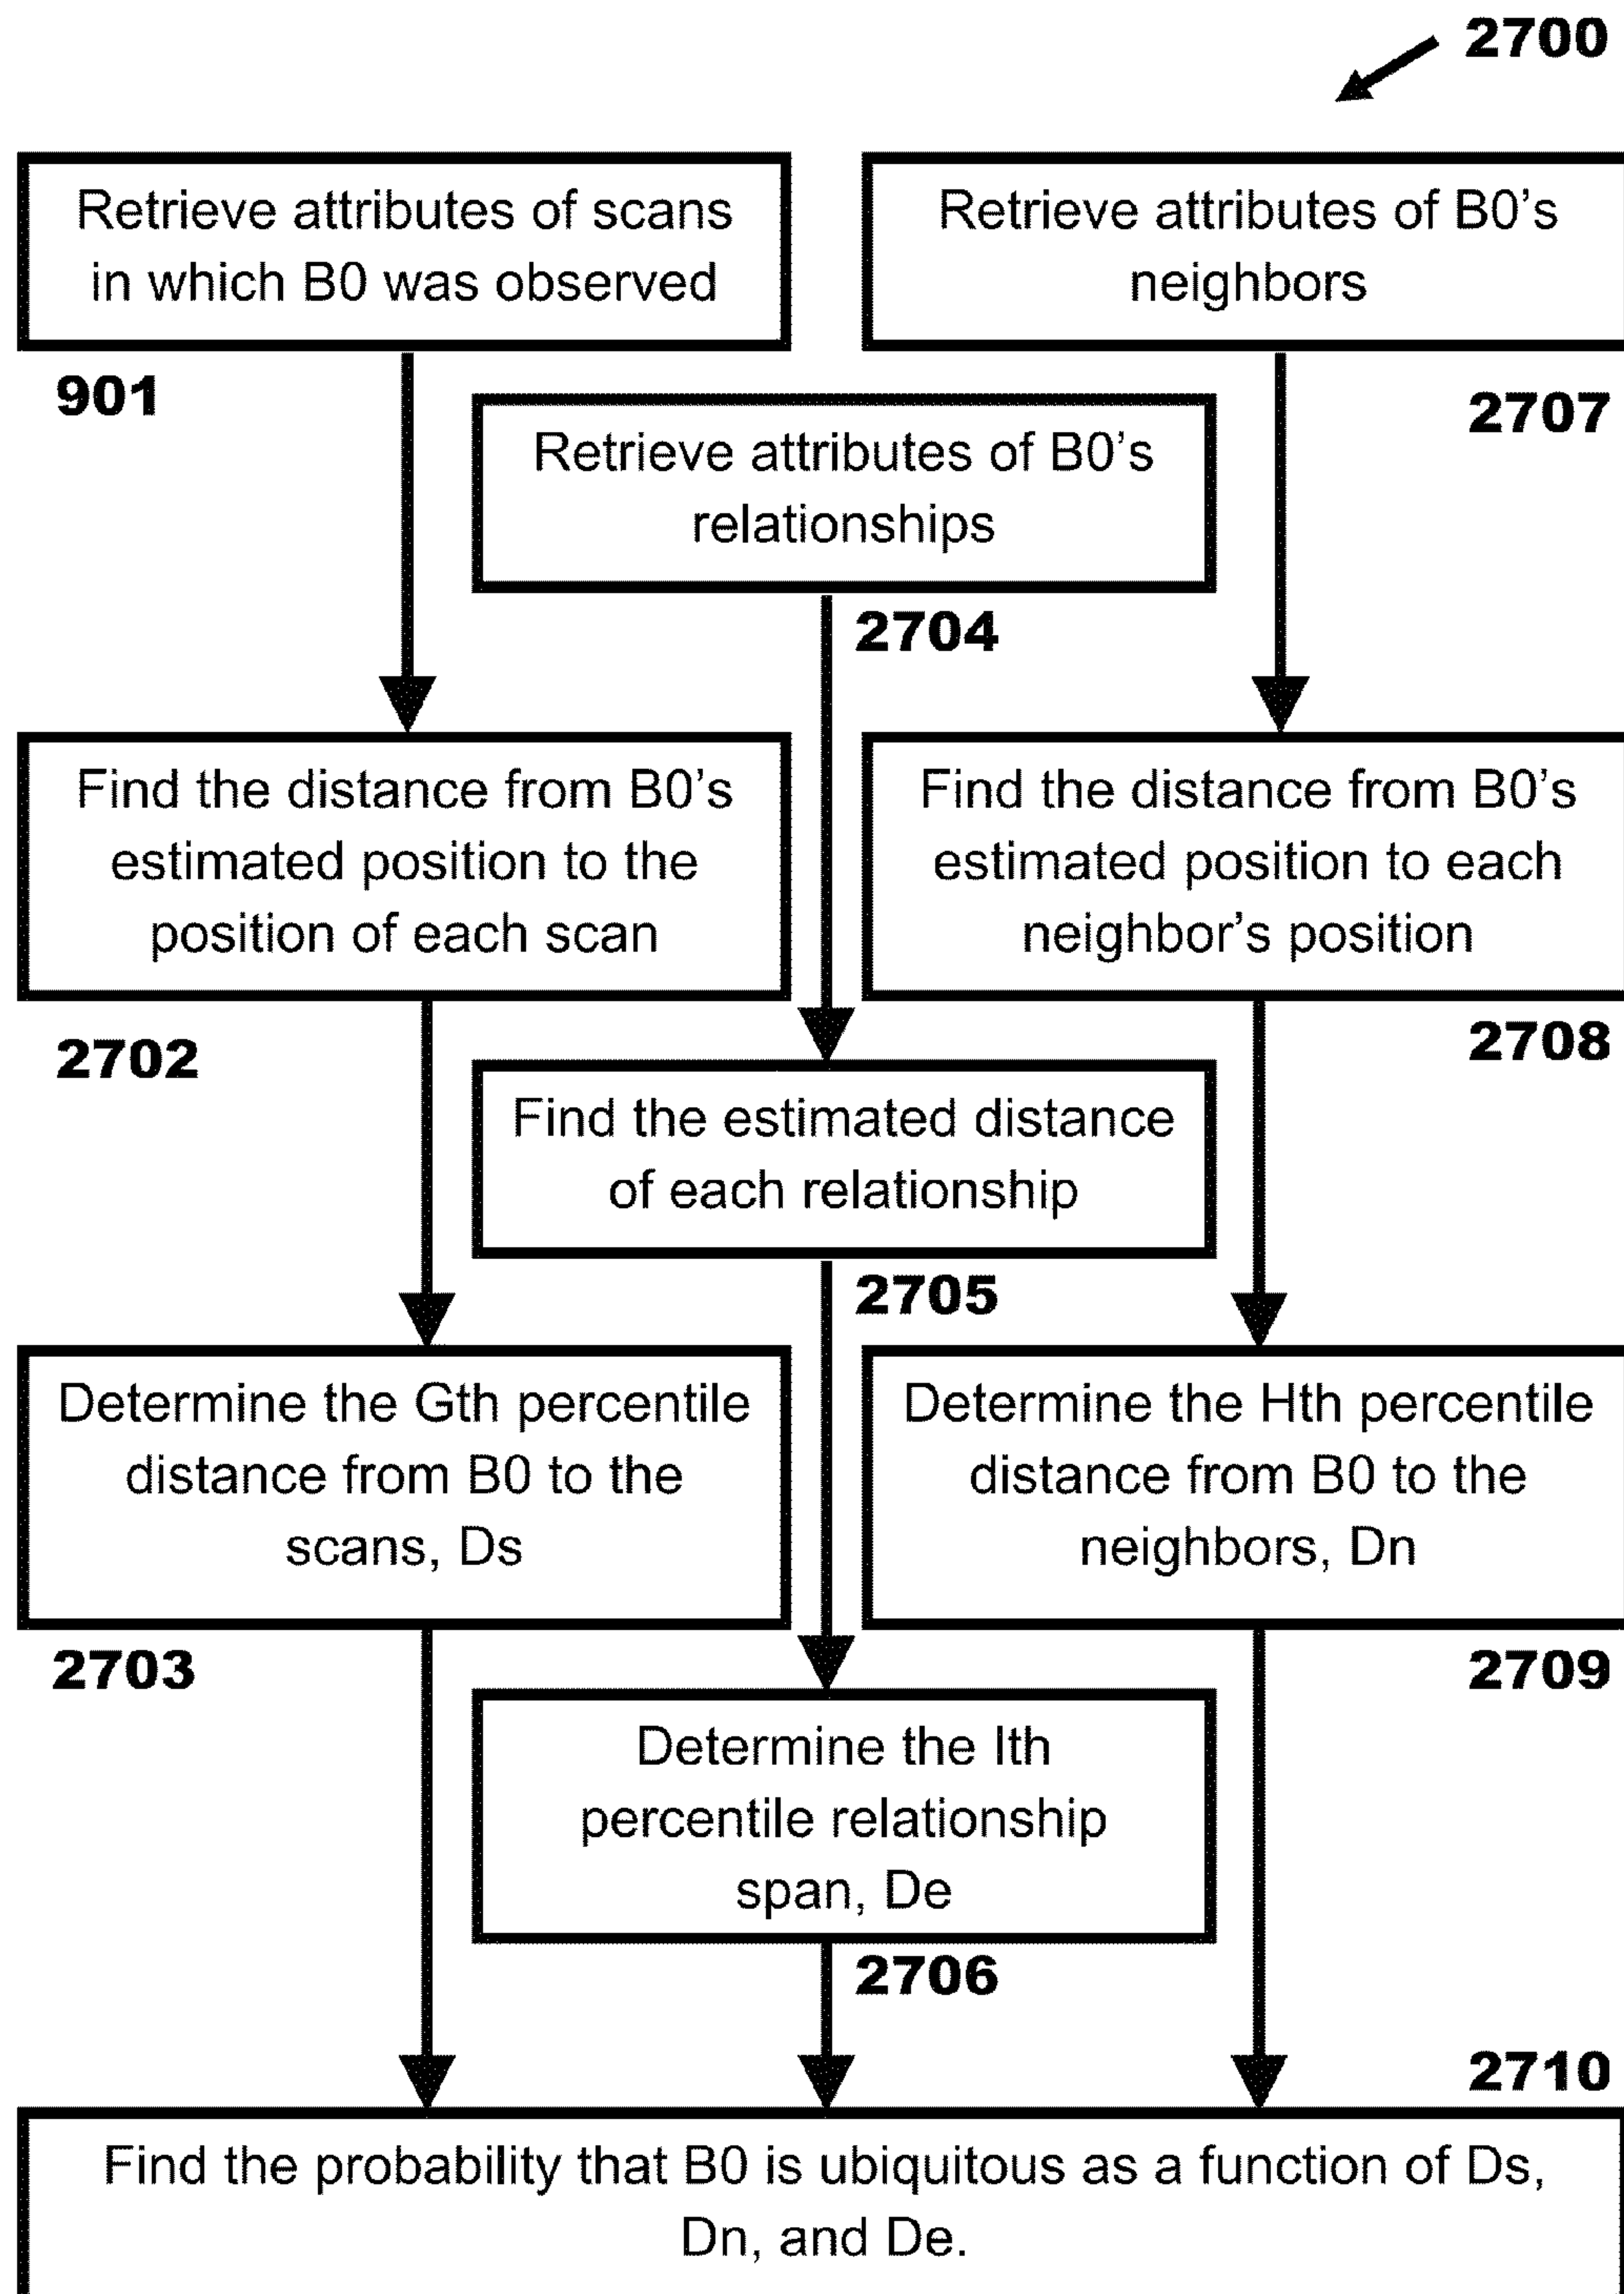 2700
Retrieve attributes of scans
in which B0 was observed
901
Retrieve attributes of B0's
neighbors
2707
Retrieve attributes of B0's
relationships
2704
Find the distance from B0's
estimated position to the
position of each scan
2702
Find the distance from B0's
estimated position to each
neighbor's position
2708
Find the estimated distance
of each relationship
2705
Determine the Gth percentile
distance from B0 to the
scans, Ds
2703
Determine the Hth percentile
distance from B0 to the
neighbors, Dn
2709
Determine the Ith
percentile relationship
span, De
2706
2710
Find the probability that B0 is ubiquitous as a function of Ds,
Dn, and De.